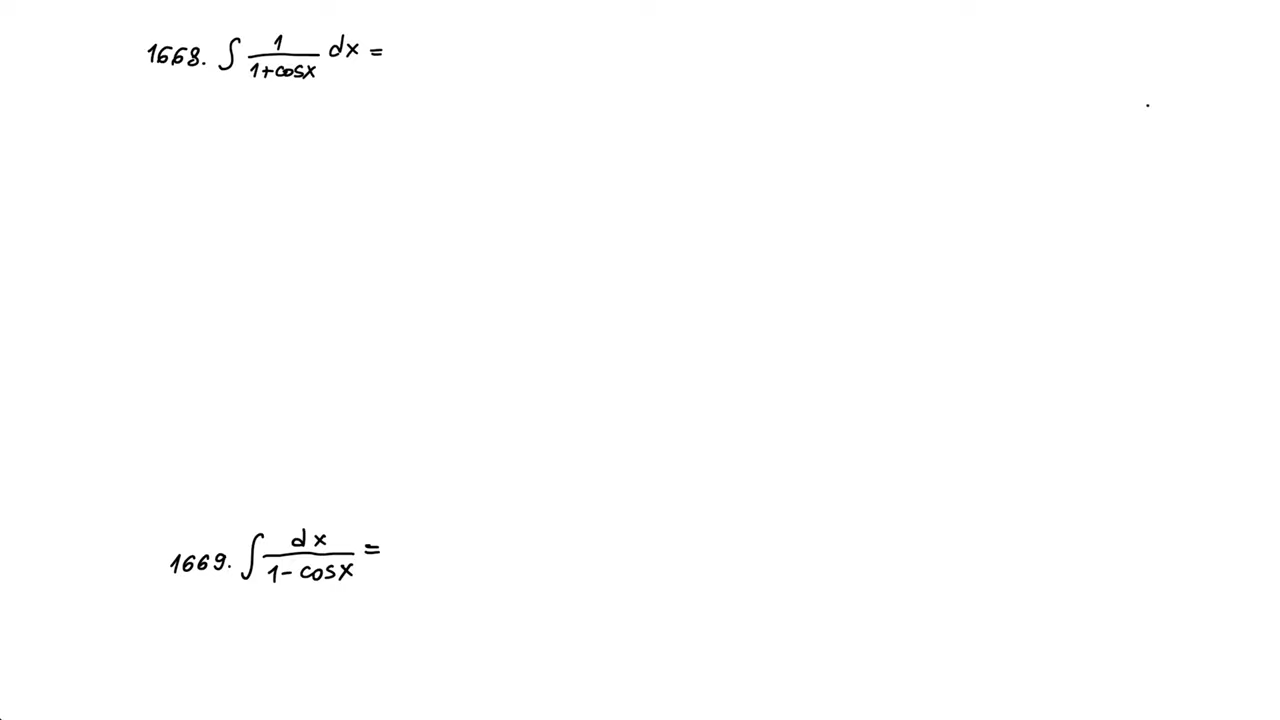 1668. ∫ 1/(1+cosx) dx =
1669. ∫ dx/(1-cosx) =